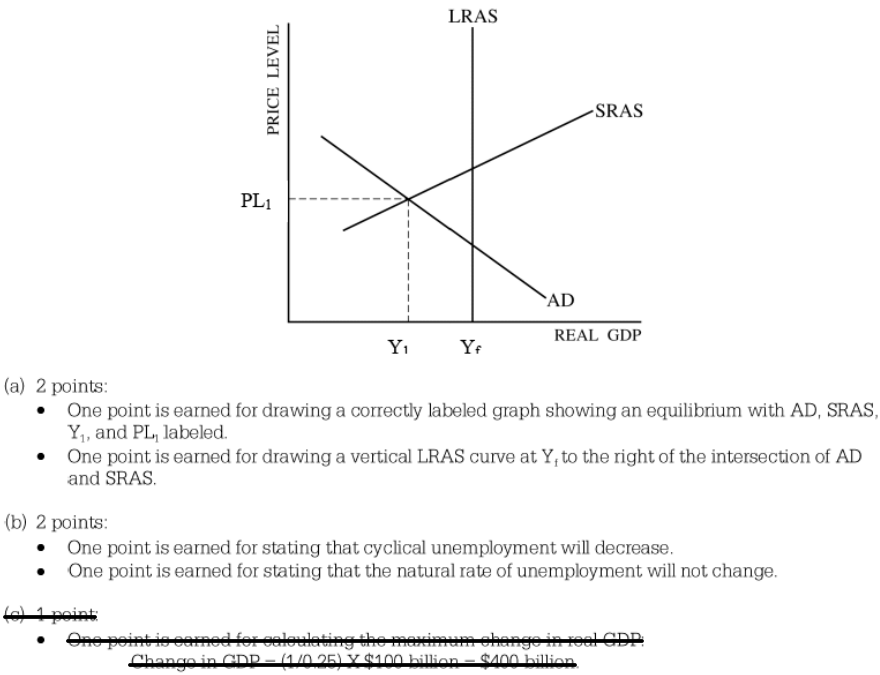 LRAS
PRICE LEVEL
SRAS
PL₁
AD
REAL GDP
Y₁ Y_f
(a) 2 points:
• One point is earned for drawing a correctly labeled graph showing an equilibrium with AD, SRAS,
Y₁, and PL₁ labeled.
• One point is earned for drawing a vertical LRAS curve at Y_f to the right of the intersection of AD
and SRAS.
(b) 2 points:
• One point is earned for stating that cyclical unemployment will decrease.
• One point is earned for stating that the natural rate of unemployment will not change.
(c) 1 point:
• One point is earned for calculating the maximum change in real GDP:
Change in GDP = (1/0.25) X $100 billion = $400 billion.